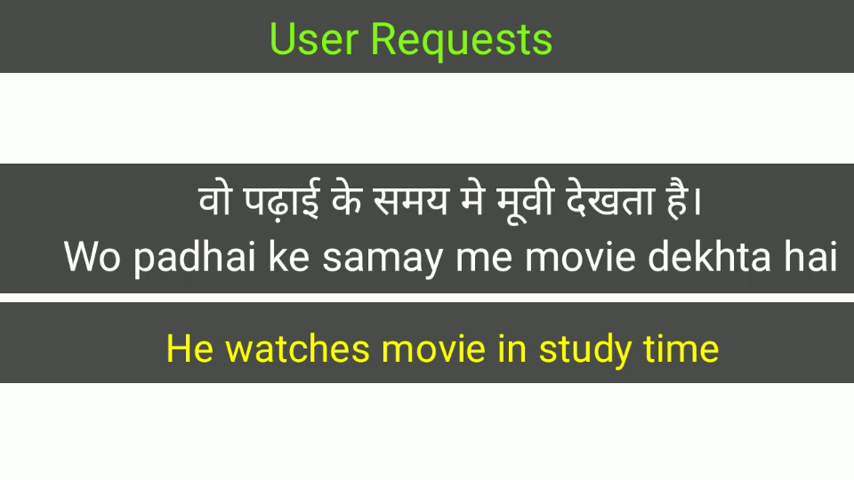 User Requests
वो पढ़ाई के समय मे मूवी देखता है।
Wo padhai ke samay me movie dekhta hai
He watches movie in study time